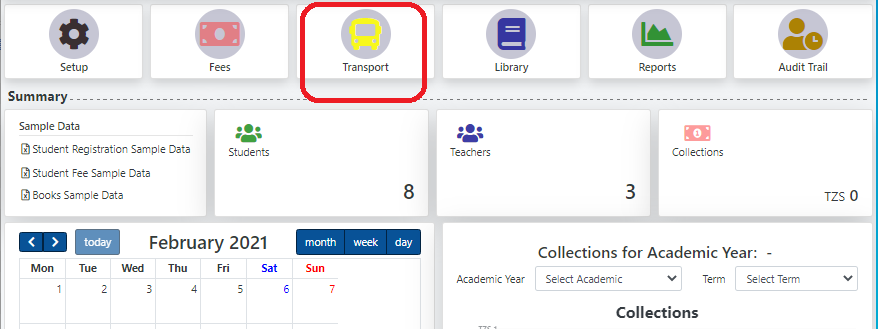 Setup
Fees
Transport
Library
Reports
Audit Trail
Summary
Sample Data
Student Registration Sample Data
Student Fee Sample Data
Books Sample Data
Students
8
Teachers
3
Collections
TZS 0
today
February 2021
month week day
Mon Tue Wed Thu Fri Sat Sun
1 2 3 4 5 6 7
Collections for Academic Year: -
Academic Year Select Academic Term Select Term
Collections